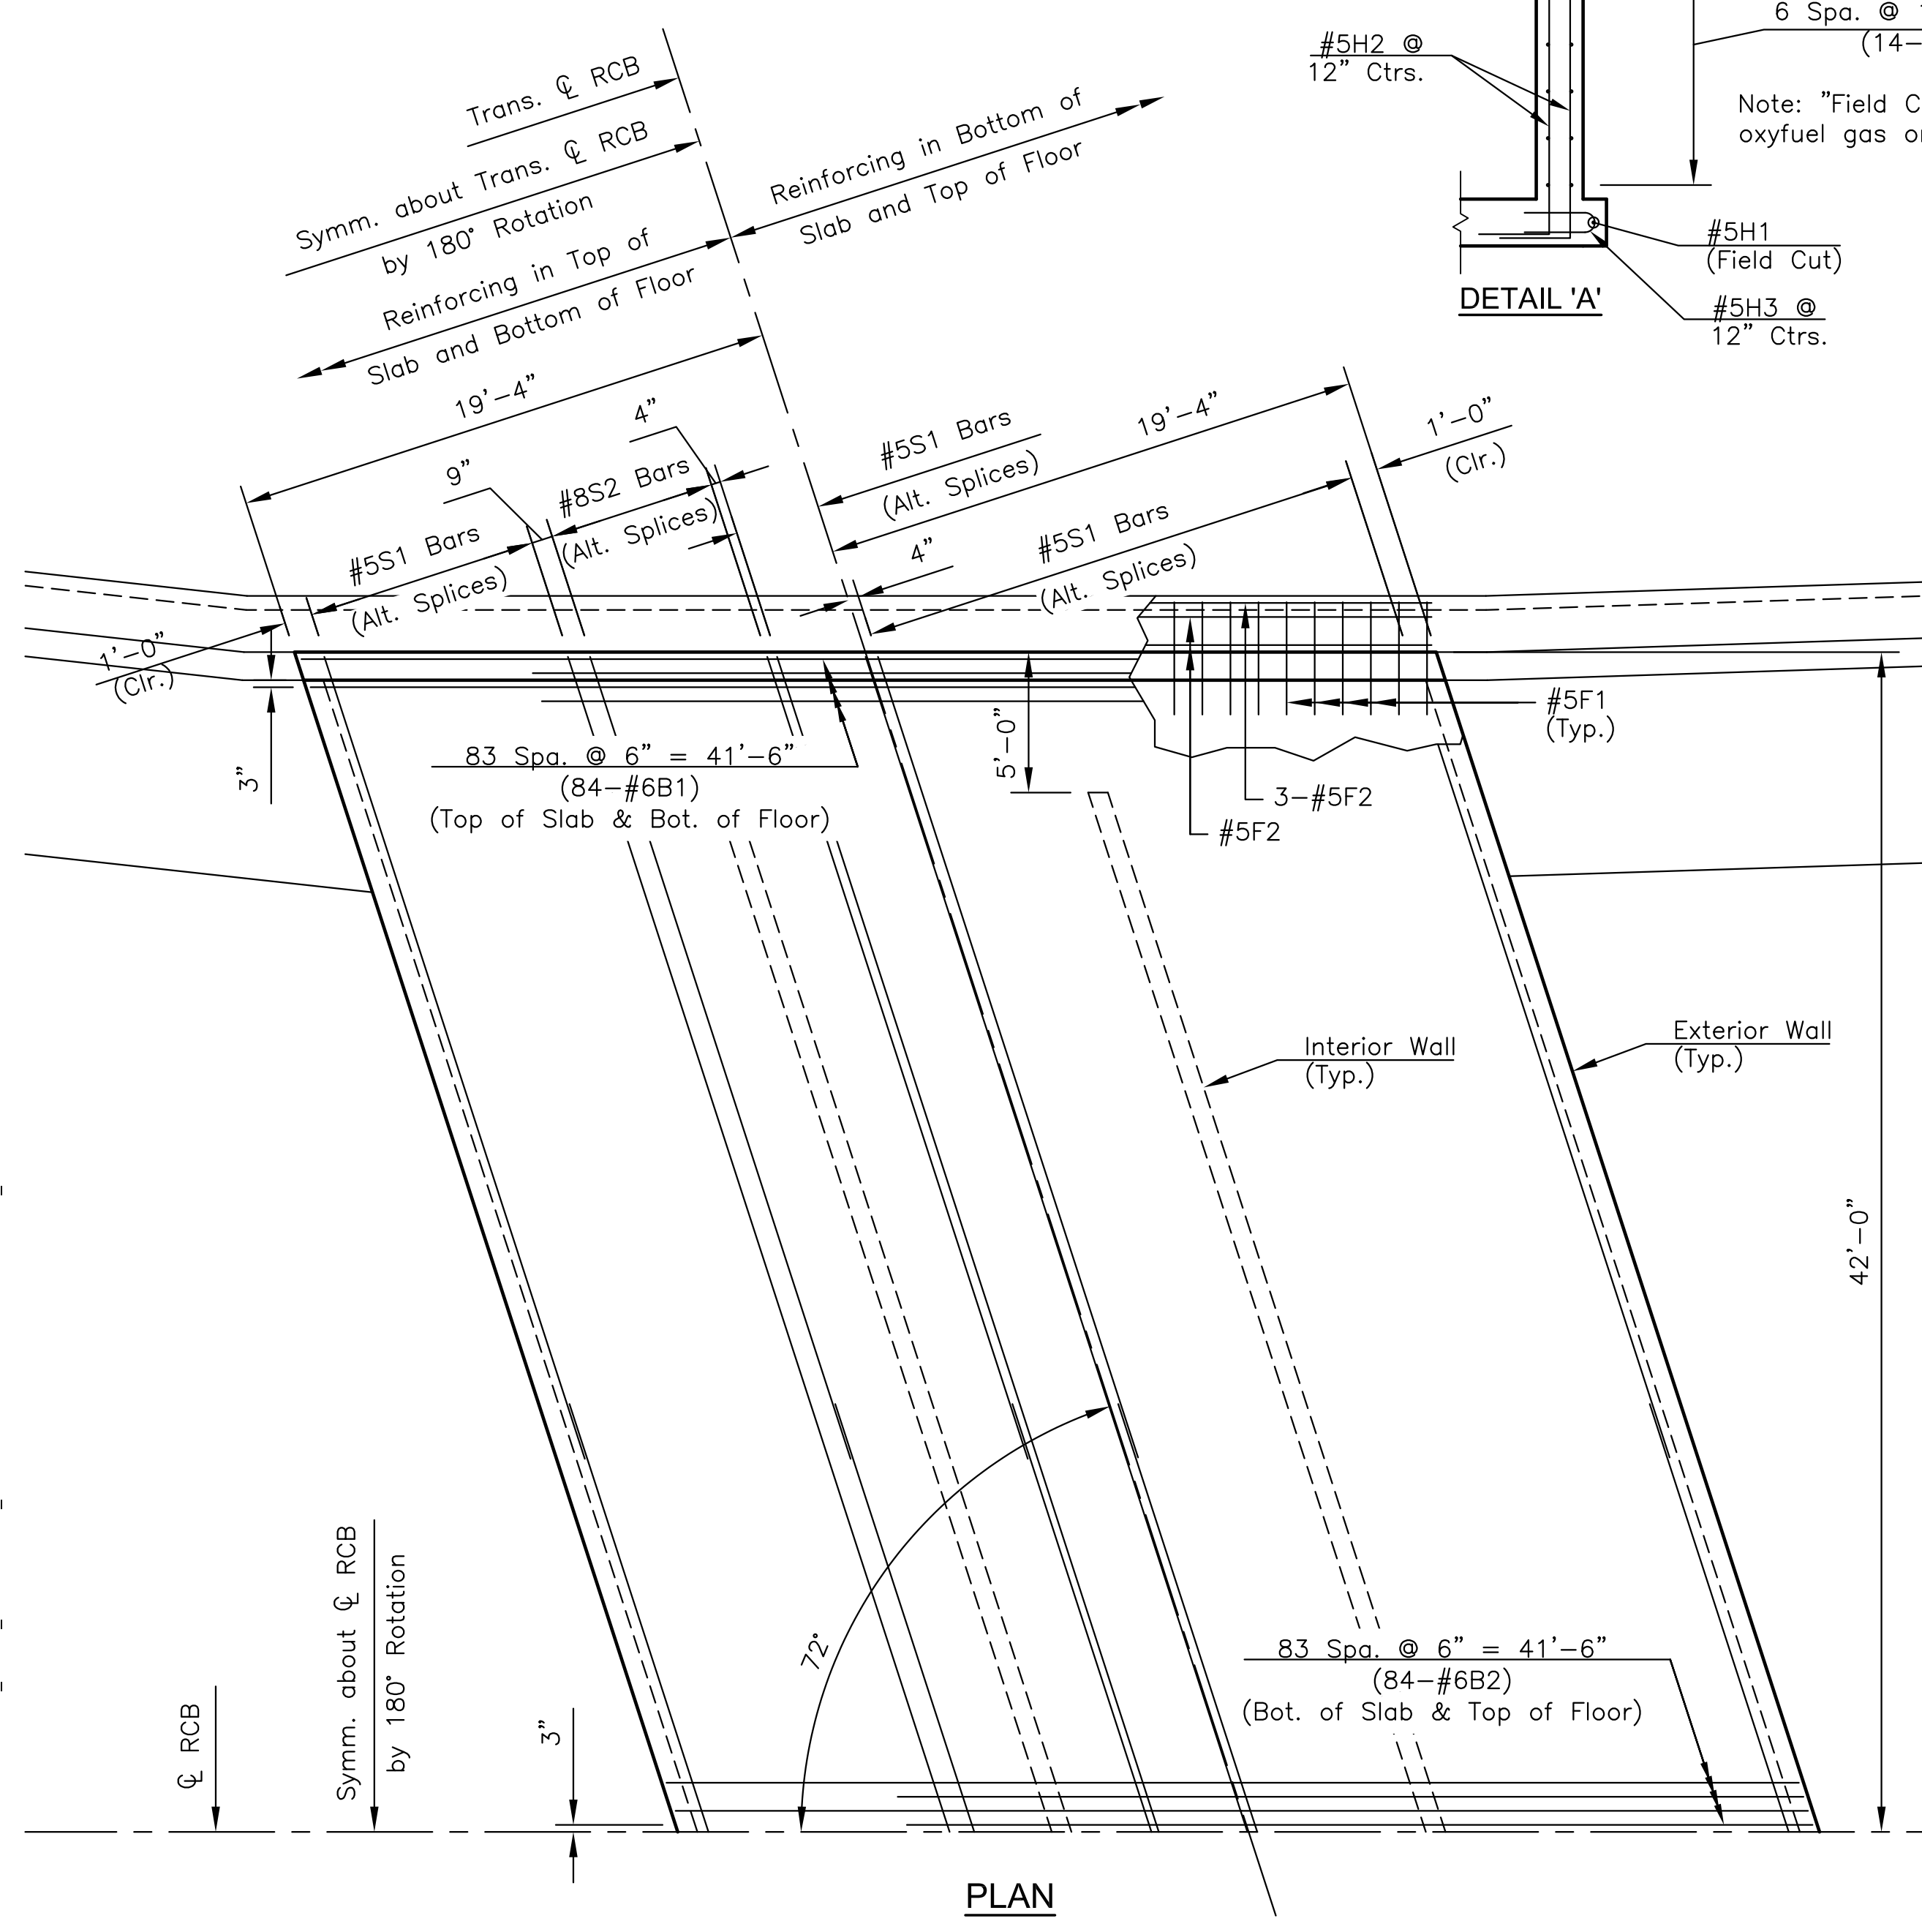 6 Spa. @
(14-
#5H2 @
12" Ctrs.
Note: "Field
oxyfuel gas
#5H1
(Field Cut)
DETAIL 'A'
#5H3 @
12" Ctrs.
Trans. ℄ RCB
Symm. about Trans. ℄ RCB
by 180° Rotation
Reinforcing in Bottom of
Slab and Top of Floor
Reinforcing in Top of
Slab and Bottom of Floor
19'-4"
4"
9"
#8S2 Bars
(Alt. Splices)
#5S1 Bars
(Alt. Splices)
#5S1 Bars
(Alt. Splices)
19'-4"
1'-0"
(Clr.)
4"
#5S1 Bars
(Alt. Splices)
1'-0"
(Clr.)
3"
83 Spa. @ 6" = 41'-6"
(84-#6B1)
(Top of Slab & Bot. of Floor)
5'-0"
#5F1
(Typ.)
3-#5F2
#5F2
Interior Wall
(Typ.)
Exterior Wall
(Typ.)
42'-0"
72°
83 Spa. @ 6" = 41'-6"
(84-#6B2)
(Bot. of Slab & Top of Floor)
℄ RCB
Symm. about ℄ RCB
by 180° Rotation
3"
PLAN